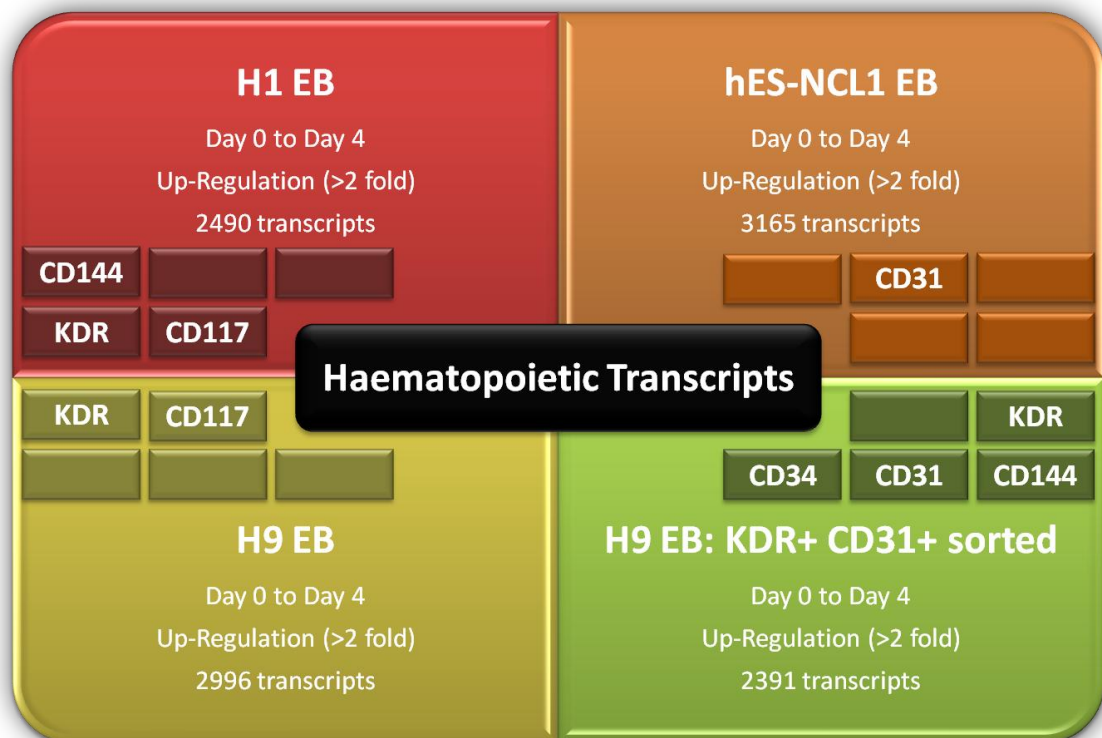 H1 EB
Day 0 to Day 4
Up-Regulation (>2 fold)
2490 transcripts
CD144
KDR CD117
hES-NCL1 EB
Day 0 to Day 4
Up-Regulation (>2 fold)
3165 transcripts
CD31
Haematopoietic Transcripts
KDR CD117
H9 EB
Day 0 to Day 4
Up-Regulation (>2 fold)
2996 transcripts
KDR
CD34 CD31 CD144
H9 EB: KDR+ CD31+ sorted
Day 0 to Day 4
Up-Regulation (>2 fold)
2391 transcripts